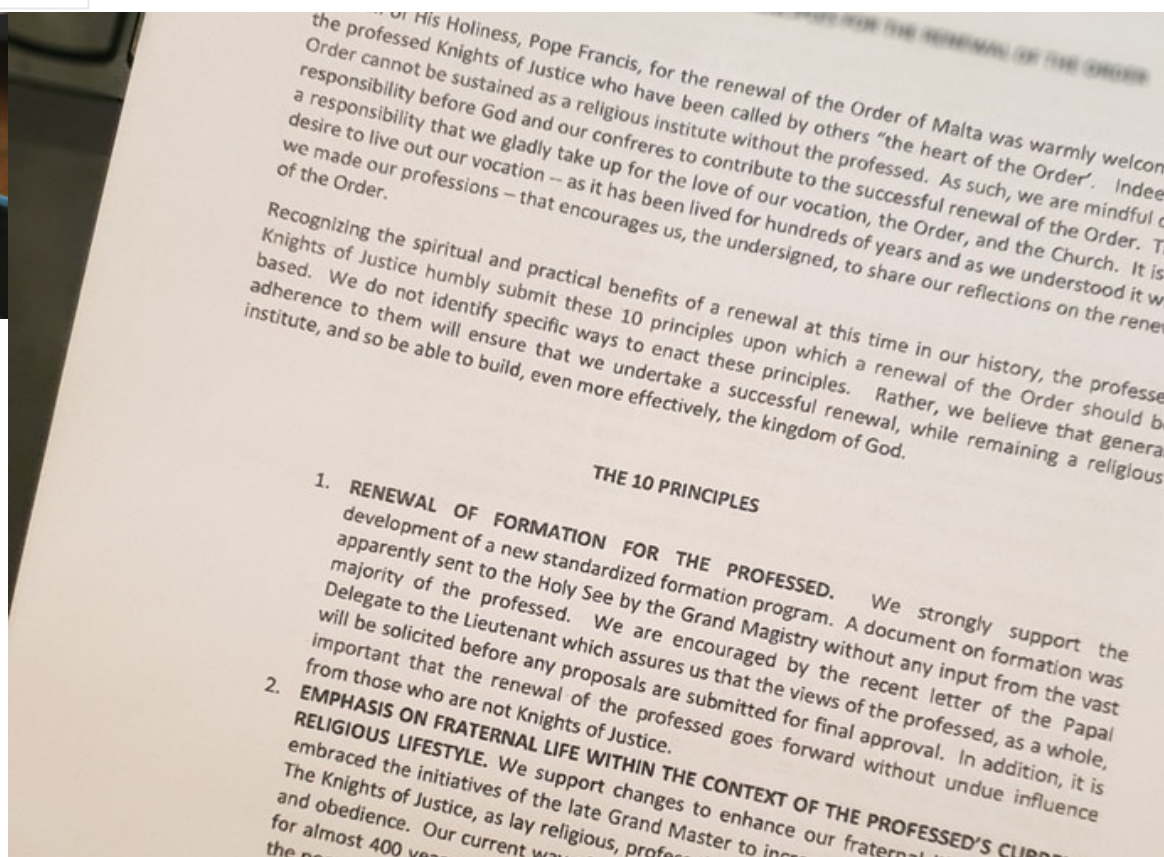 FOR THE RENEWAL OF THE ORDER
of His Holiness, Pope Francis, for the renewal of the Order of Malta was warmly welcom
the professed Knights of Justice who have been called by others "the heart of the Order'. Indee
Order cannot be sustained as a religious institute without the professed. As such, we are mindful o
responsibility before God and our confreres to contribute to the successful renewal of the Order. T
a responsibility that we gladly take up for the love of our vocation, the Order, and the Church. It is
desire to live out our vocation – as it has been lived for hundreds of years and as we understood it w
we made our professions – that encourages us, the undersigned, to share our reflections on the renew
of the Order.
Recognizing the spiritual and practical benefits of a renewal at this time in our history, the professe
Knights of Justice humbly submit these 10 principles upon which a renewal of the Order should b
based. We do not identify specific ways to enact these principles. Rather, we believe that genera
adherence to them will ensure that we undertake a successful renewal, while remaining a religious
institute, and so be able to build, even more effectively, the kingdom of God.
THE 10 PRINCIPLES
1. RENEWAL OF FORMATION FOR THE PROFESSED. We strongly support the
development of a new standardized formation program. A document on formation was
apparently sent to the Holy See by the Grand Magistry without any input from the vast
majority of the professed. We are encouraged by the recent letter of the Papal
Delegate to the Lieutenant which assures us that the views of the professed, as a whole,
will be solicited before any proposals are submitted for final approval. In addition, it is
important that the renewal of the professed goes forward without undue influence
from those who are not Knights of Justice.
2. EMPHASIS ON FRATERNAL LIFE WITHIN THE CONTEXT OF THE PROFESSED'S CURRE
RELIGIOUS LIFESTYLE. We support changes to enhance our fraternal
embraced the initiatives of the late Grand Master to incr
The Knights of Justice, as lay religious, profes
and obedience. Our current wa
for almost 400 yea
the